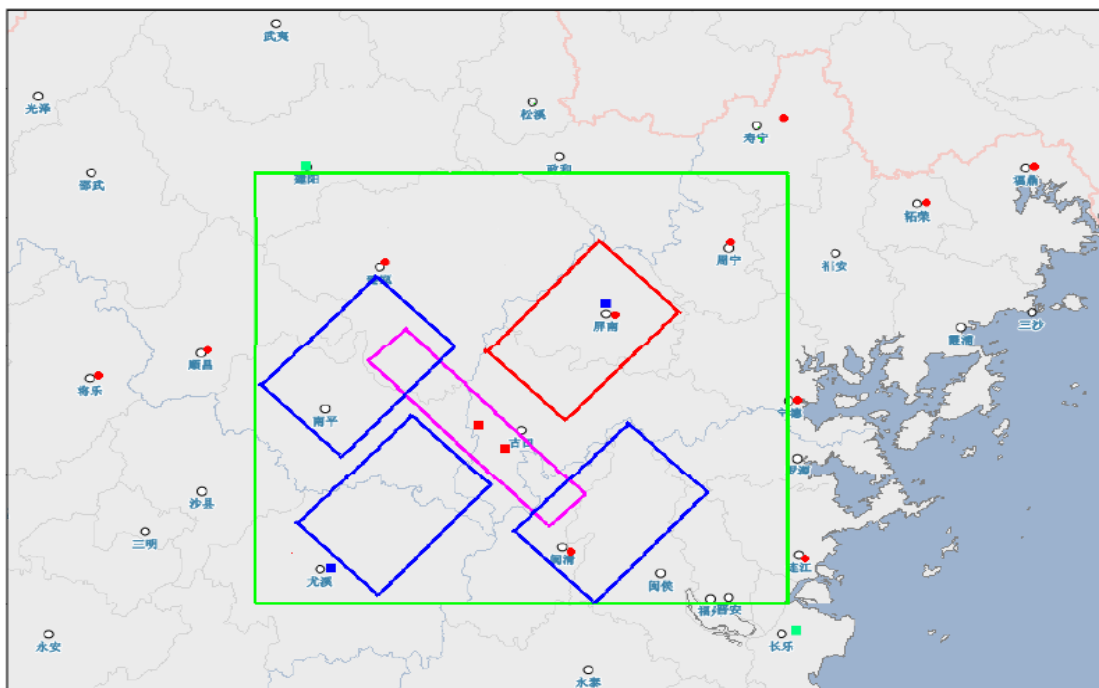 武夷
光泽
松溪
寿宁
政和
邵武
建阳
福鼎
柘荣
周宁
福安
屏南
三沙
霞浦
顺昌
将乐
南平
宁德
古田
罗源
沙县
三明
闽清
连江
尤溪
闽侯
福州
晋安
永安
长乐
永泰